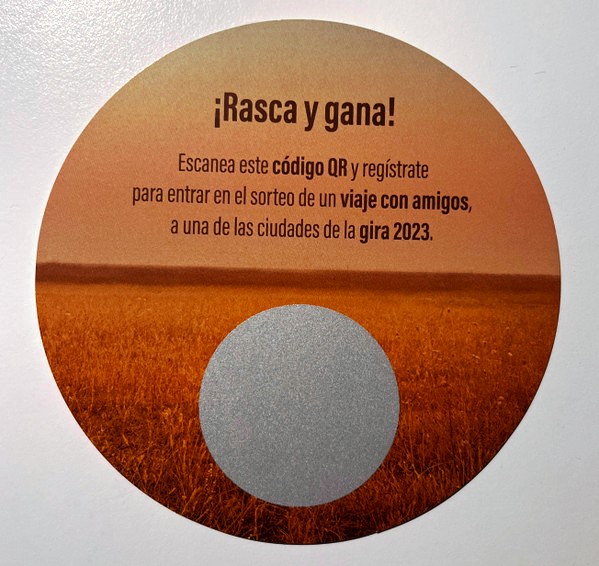 ¡Rasca y gana!
Escanea este código QR y regístrate
para entrar en el sorteo de un viaje con amigos,
a una de las ciudades de la gira 2023.